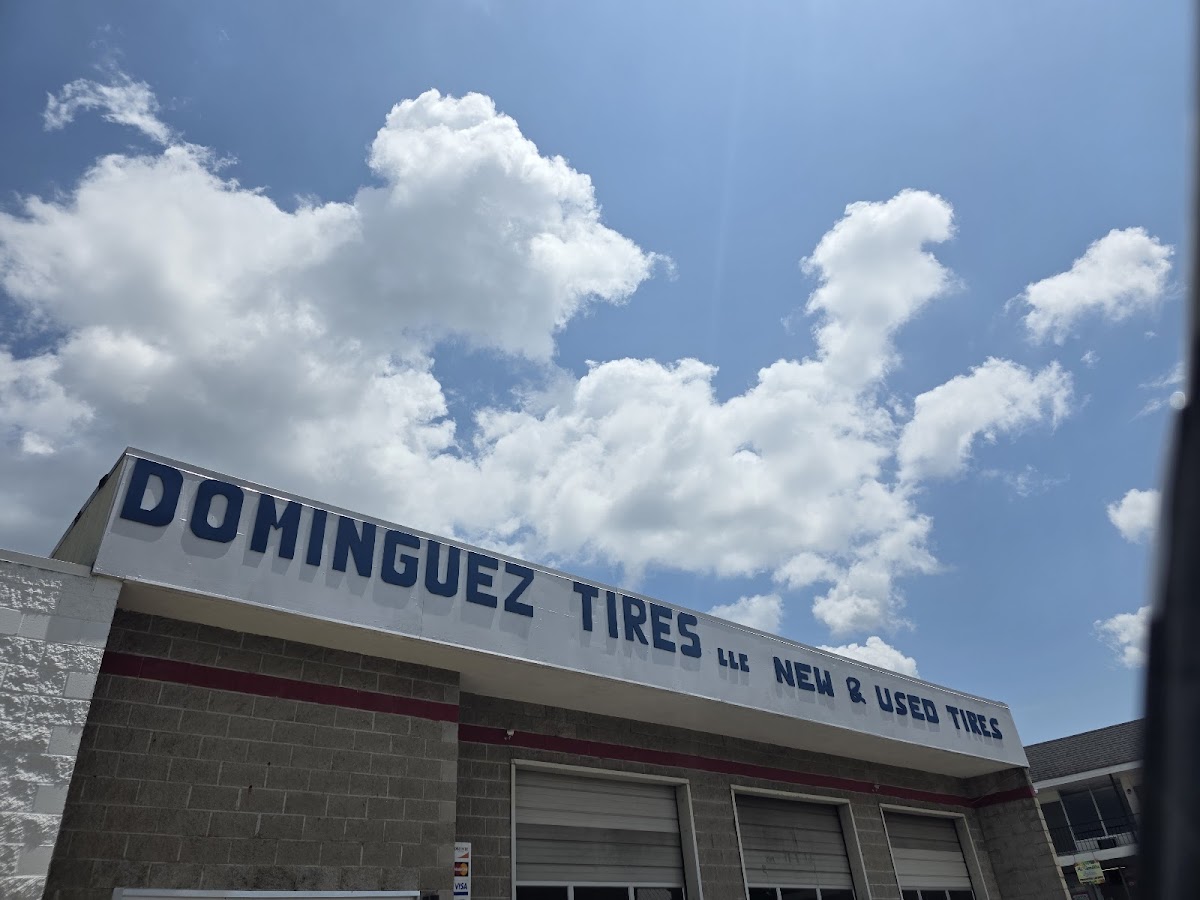 DOMINGUEZ TIRES LLC NEW & USED TIRES
VISA